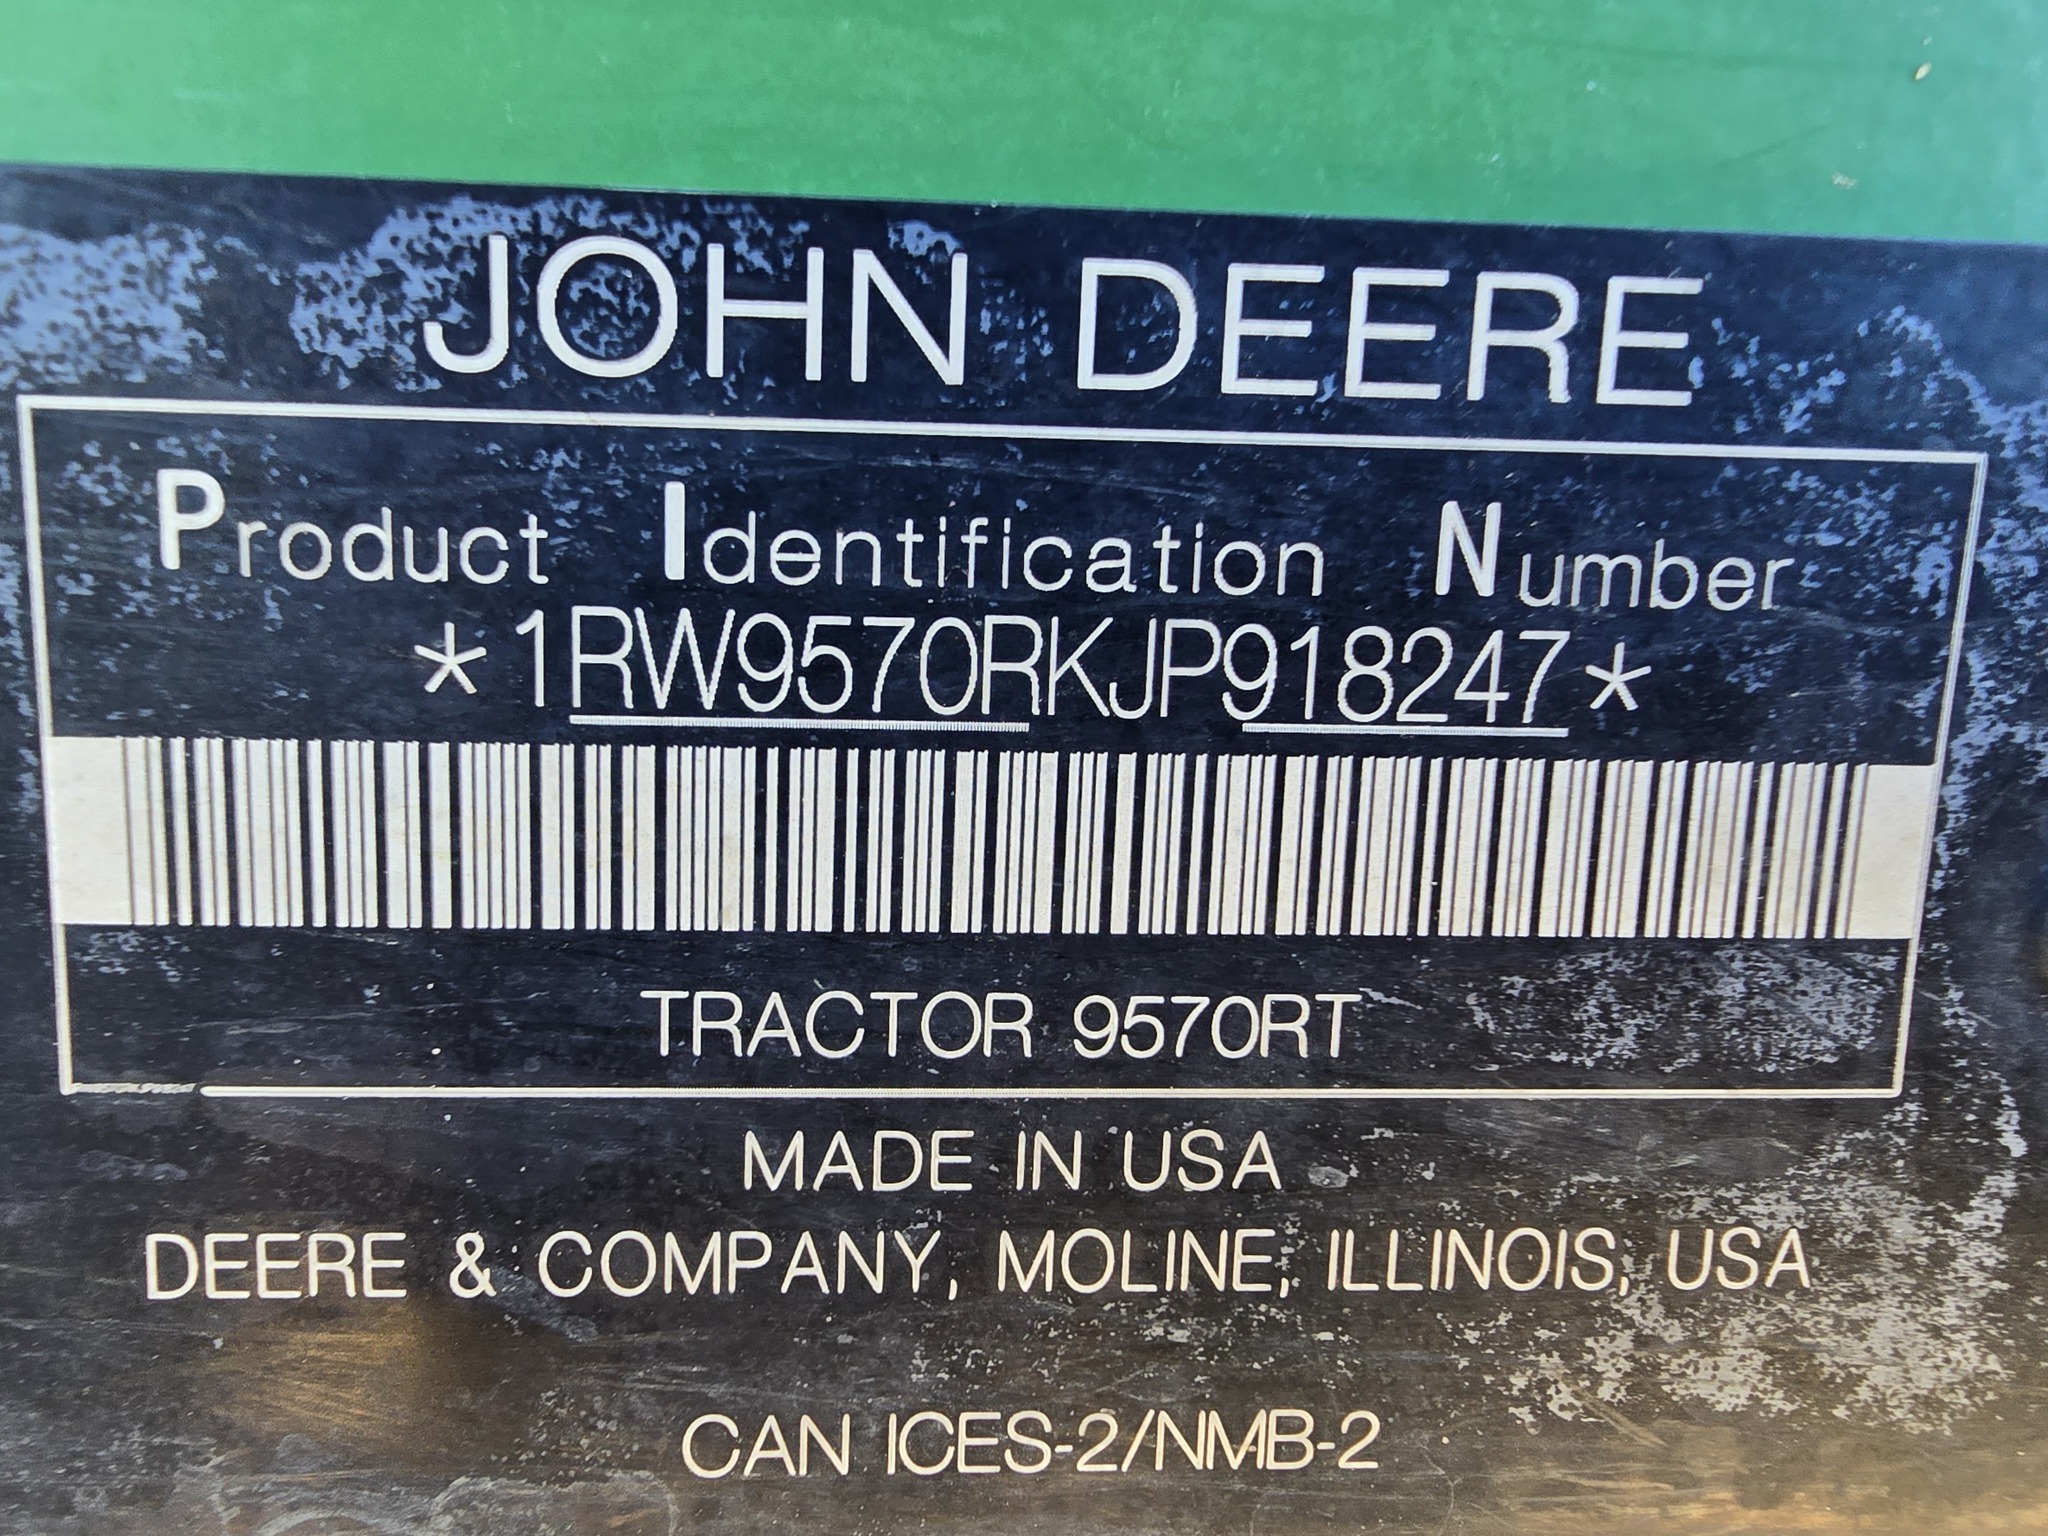 JOHN DEERE
Product Identification Number
*1RW9570RKJP918247*
TRACTOR 9570RT
MADE IN USA
DEERE & COMPANY, MOLINE, ILLINOIS, USA
CAN ICES-2/NMB-2